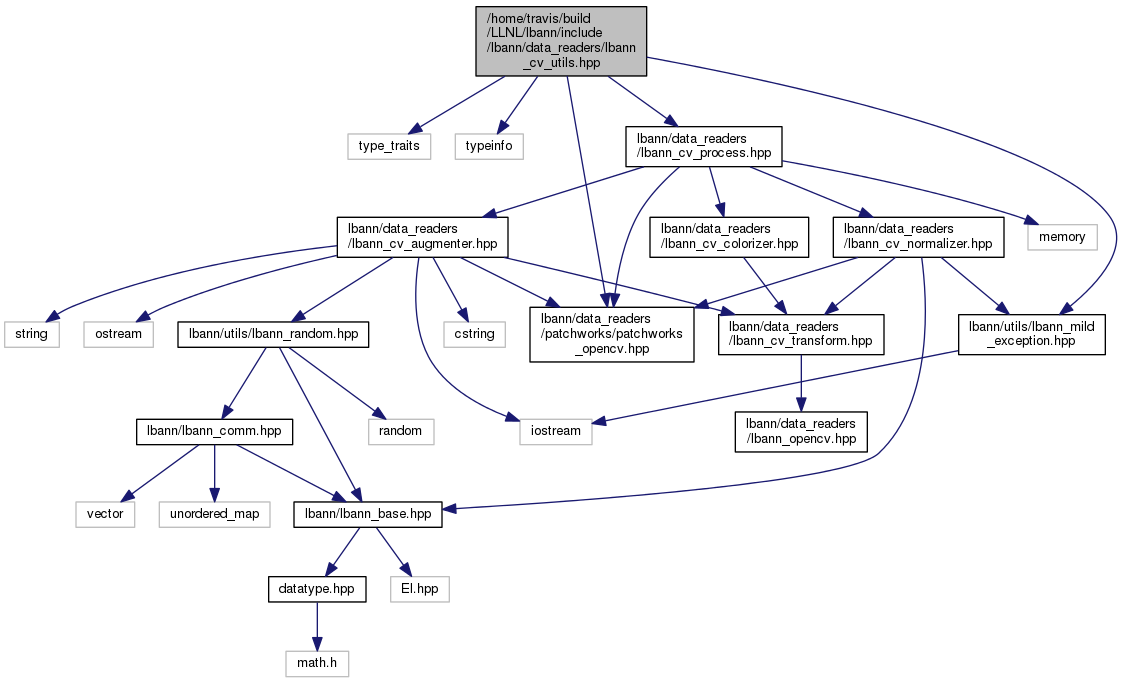 /home/travis/build
/LLNL/lbann/include
/lbann/data_readers/lbann
_cv_utils.hpp
type_traits
typeinfo
lbann/data_readers
/lbann_cv_process.hpp
lbann/data_readers
/lbann_cv_augmenter.hpp
lbann/data_readers
/lbann_cv_colorizer.hpp
lbann/data_readers
/lbann_cv_normalizer.hpp
memory
string
ostream
lbann/utils/lbann_random.hpp
cstring
lbann/data_readers
/patchworks/patchworks
_opencv.hpp
lbann/data_readers
/lbann_cv_transform.hpp
lbann/utils/lbann_mild
_exception.hpp
lbann/lbann_comm.hpp
random
iostream
lbann/data_readers
/lbann_opencv.hpp
vector
unordered_map
lbann/lbann_base.hpp
datatype.hpp
El.hpp
math.h